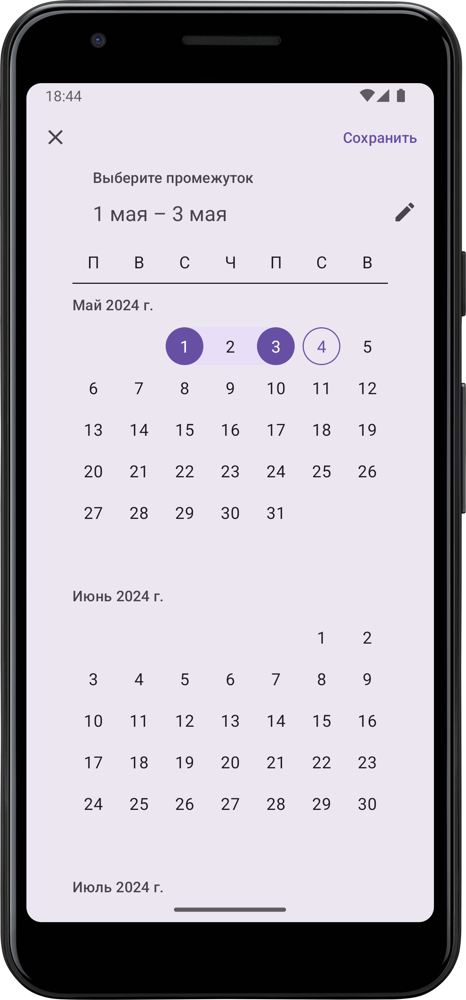 18:44
Сохранить
Выберите промежуток
1 мая – 3 мая
П В С Ч П С В
Май 2024 г.
1 2 3 4 5
6 7 8 9 10 11 12
13 14 15 16 17 18 19
20 21 22 23 24 25 26
27 28 29 30 31
Июнь 2024 г.
1 2
3 4 5 6 7 8 9
10 11 12 13 14 15 16
17 18 19 20 21 22 23
24 25 26 27 28 29 30
Июль 2024 г.